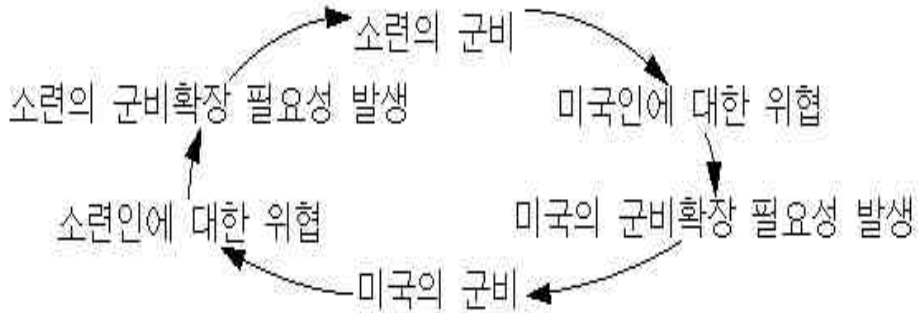 소련의 군비
소련의 군비확장 필요성 발생
미국인에 대한 위협
소련인에 대한 위협
미국의 군비확장 필요성 발생
미국의 군비